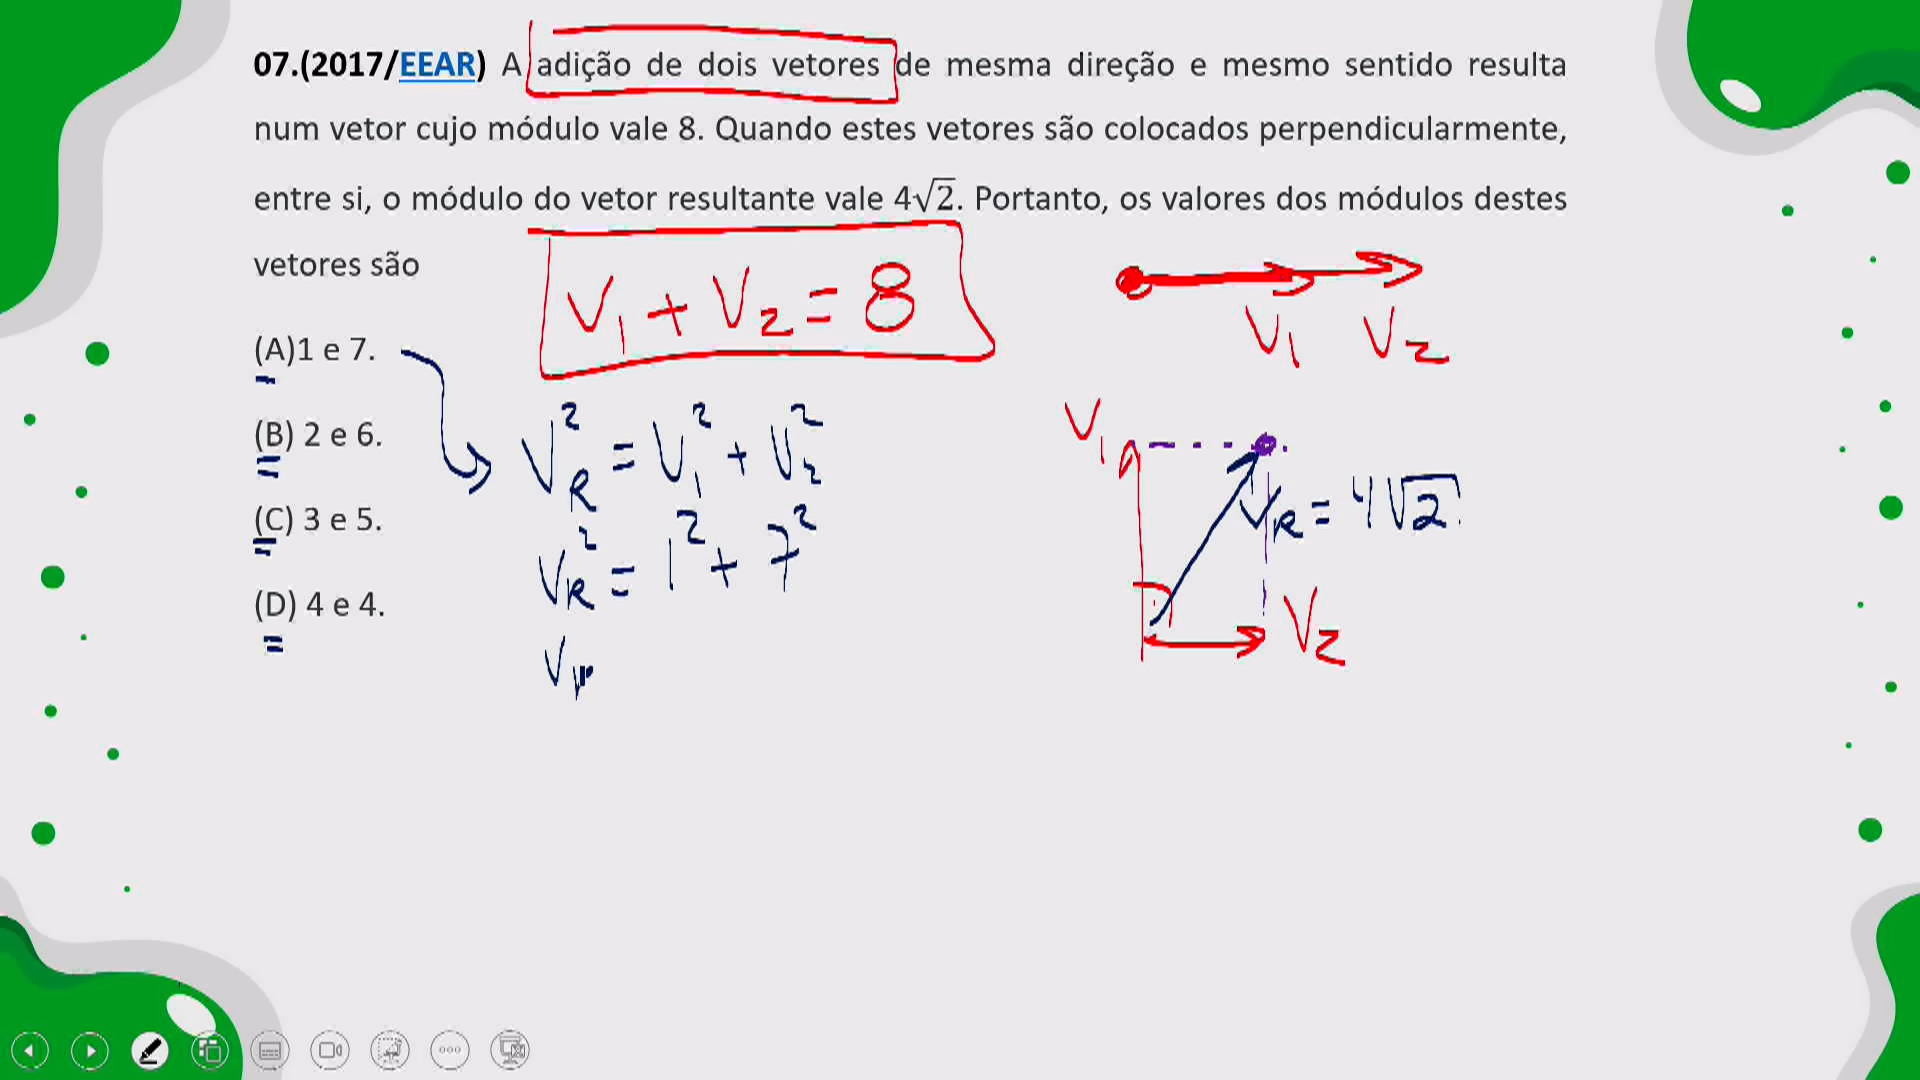 07.(2017/EEAR) A adição de dois vetores de mesma direção e mesmo sentido resulta
num vetor cujo módulo vale 8. Quando estes vetores são colocados perpendicularmente,
entre si, o módulo do vetor resultante vale 4√2. Portanto, os valores dos módulos destes
vetores são
V₁ + V₂ = 8
V₁ V₂
(A)1 e 7.
(B) 2 e 6.
(C) 3 e 5.
(D) 4 e 4.
V_R² = V₁² + V₂²
V_R² = 1² + 7²
V₁
V_R = 4√2
V₂